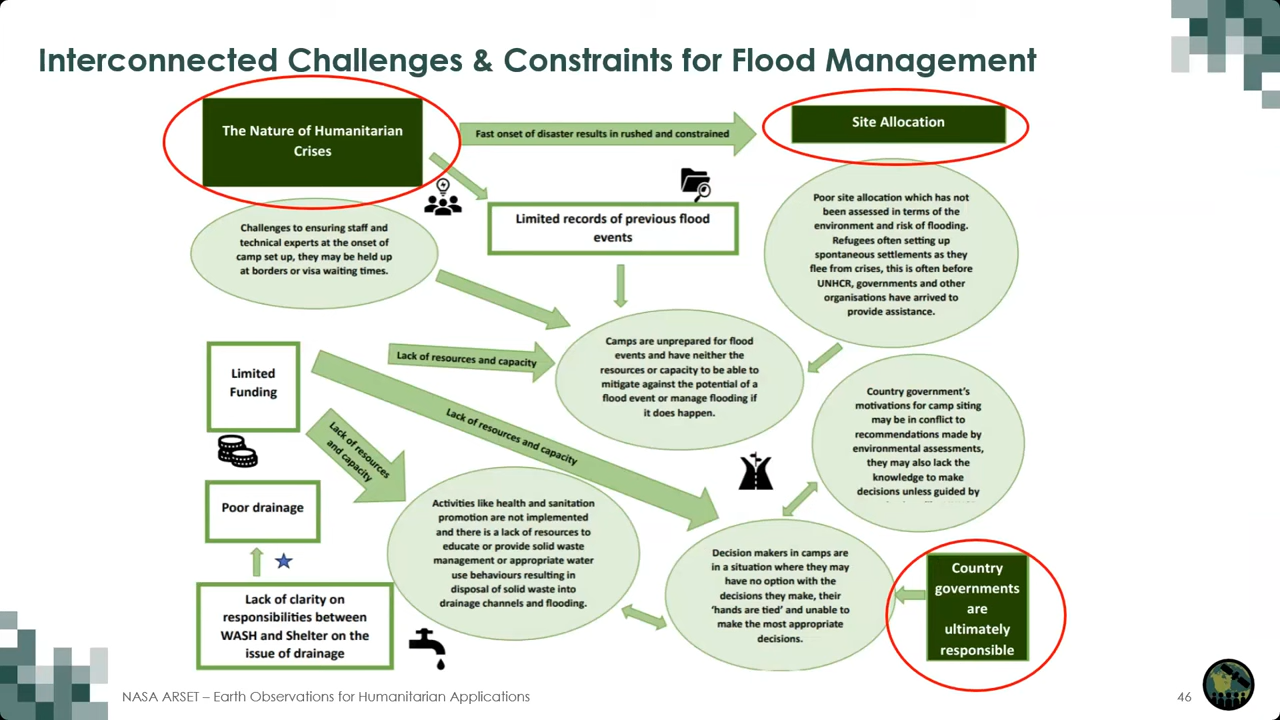 Interconnected Challenges & Constraints for Flood Management
The Nature of Humanitarian
Crises
Fast onset of disaster results in rushed and constrained
Site Allocation
Limited records of previous flood
events
Challenges to ensuring staff and
technical experts at the onset of
camp set up, they may be held up
at borders or visa waiting times.
Poor site allocation which has not
been assessed in terms of the
environment and risk of flooding.
Refugees often setting up
spontaneous settlements as they
flee from crises, this is often before
UNHCR, governments and other
organisations have arrived to
provide assistance.
Limited
Funding
Lack of resources and capacity
Camps are unprepared for flood
events and have neither the
resources or capacity to be able to
mitigate against the potential of a
flood event or manage flooding if
it does happen.
Lack of resources and capacity
Lack of resources
and capacity
Country government's
motivations for camp siting
may be in conflict to
recommendations made by
environmental assessments,
they may also lack the
knowledge to make
decisions unless guided by
Poor drainage
Activities like health and sanitation
promotion are not implemented
and there is a lack of resources to
educate or provide solid waste
management or appropriate water
use behaviours resulting in
disposal of solid waste into
drainage channels and flooding.
Decision makers in camps are
in a situation where they may
have no option with the
decisions they make, their
'hands are tied' and unable to
make the most appropriate
decisions.
Country
governments
are
ultimately
responsible
Lack of clarity on
responsibilities between
WASH and Shelter on the
issue of drainage
NASA ARSET – Earth Observations for Humanitarian Applications
46